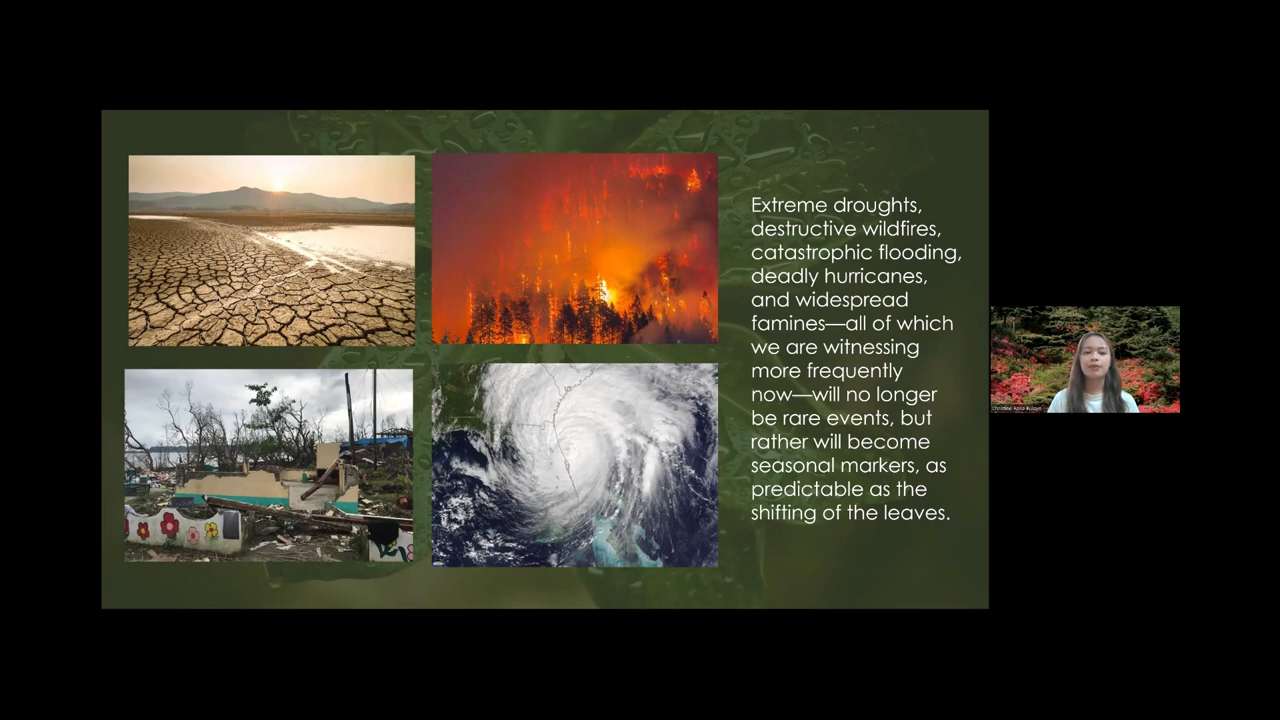 Extreme droughts,
destructive wildfires,
catastrophic flooding,
deadly hurricanes,
and widespread
famines—all of which
we are witnessing
more frequently
now—will no longer
be rare events, but
rather will become
seasonal markers, as
predictable as the
shifting of the leaves.
Christine